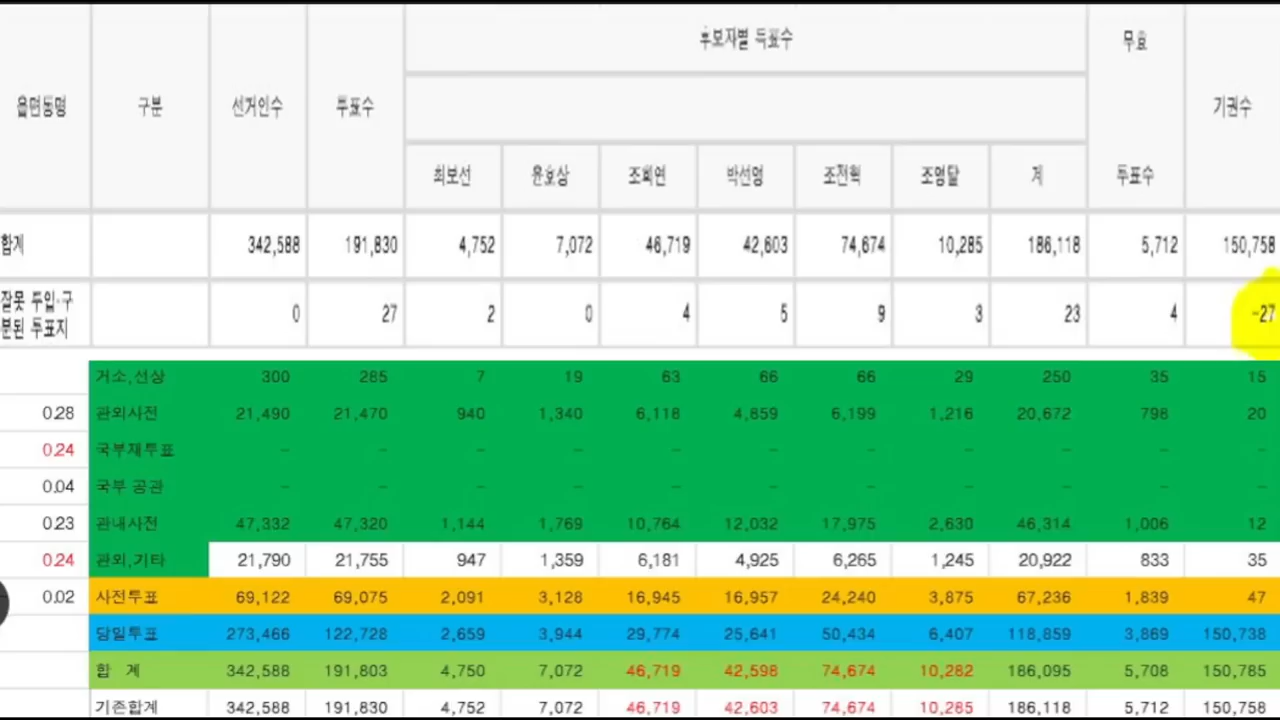 후보자별 득표수 무효
읍면동명 구분 선거인수 투표수 기권수
최보선 윤호상 조희연 박선영 조전혁 조영달 계 투표수
합계 342,588 191,830 4,752 7,072 46,719 42,603 74,674 10,285 186,118 5,712 150,758
잘못 투입·구
분된 투표지 0 27 2 0 4 5 9 3 23 4 -27
거소,선상 300 285 7 19 63 66 66 29 250 35 15
0.28 관외사전 21,490 21,470 940 1,340 6,118 4,859 6,199 1,216 20,672 798 20
0.24 국부재투표 - - - - - - - - - - -
0.04 국부 공관 - - - - - - - - - - -
0.23 관내사전 47,332 47,320 1,144 1,769 10,764 12,032 17,975 2,630 46,314 1,006 12
0.24 관외,기타 21,790 21,755 947 1,359 6,181 4,925 6,265 1,245 20,922 833 35
0.02 사전투표 69,122 69,075 2,091 3,128 16,945 16,957 24,240 3,875 67,236 1,839 47
당일투표 273,466 122,728 2,659 3,944 29,774 25,641 50,434 6,407 118,859 3,869 150,738
합 계 342,588 191,803 4,750 7,072 46,719 42,598 74,674 10,282 186,095 5,708 150,785
기존합계 342,588 191,830 4,752 7,072 46,719 42,603 74,674 10,285 186,118 5,712 150,758